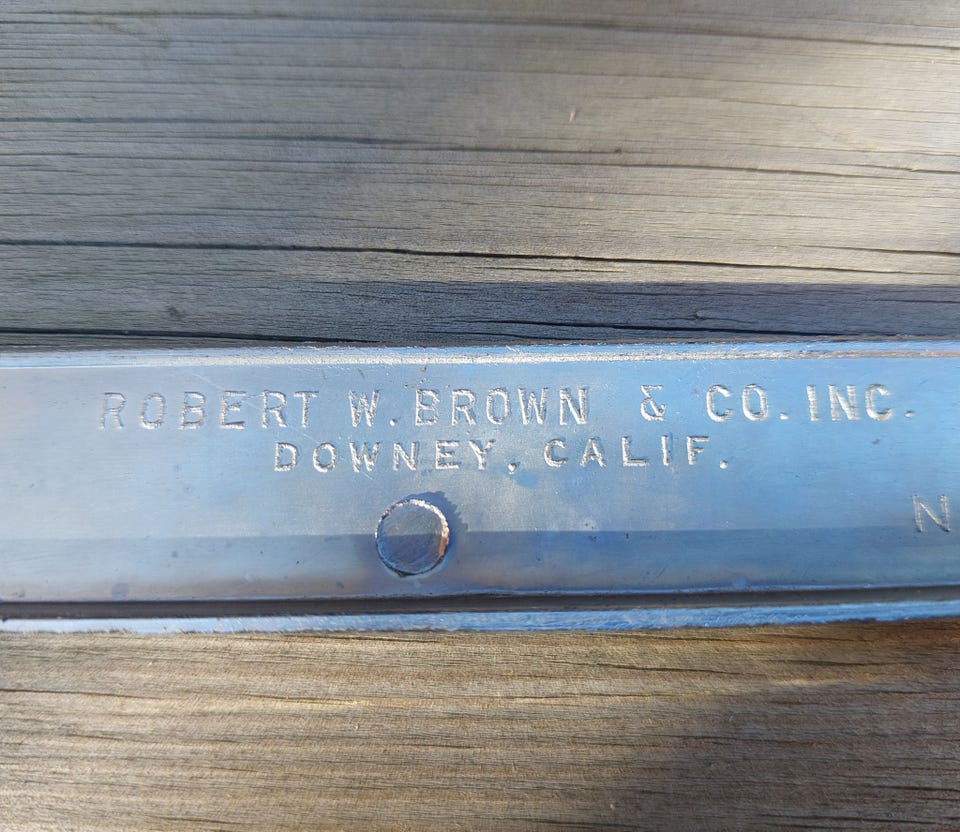 ROBERT W. BROWN & CO. INC.
DOWNEY, CALIF.
N